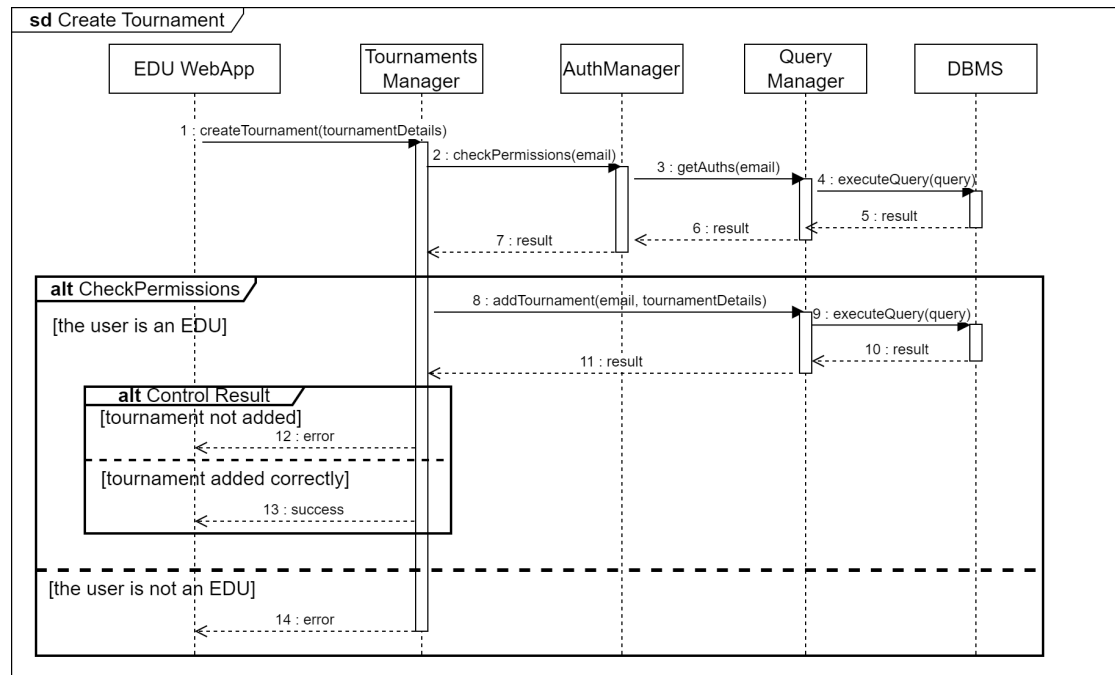 sd Create Tournament
EDU WebApp
Tournaments
Manager
AuthManager
Query
Manager
DBMS
1 : createTournament(tournamentDetails)
2 : checkPermissions(email)
3 : getAuths(email)
4 : executeQuery(query)
5 : result
6 : result
7 : result
alt CheckPermissions
[the user is an EDU]
8 : addTournament(email, tournamentDetails)
9 : executeQuery(query)
10 : result
11 : result
alt Control Result
[tournament not added]
12 : error
[tournament added correctly]
13 : success
[the user is not an EDU]
14 : error